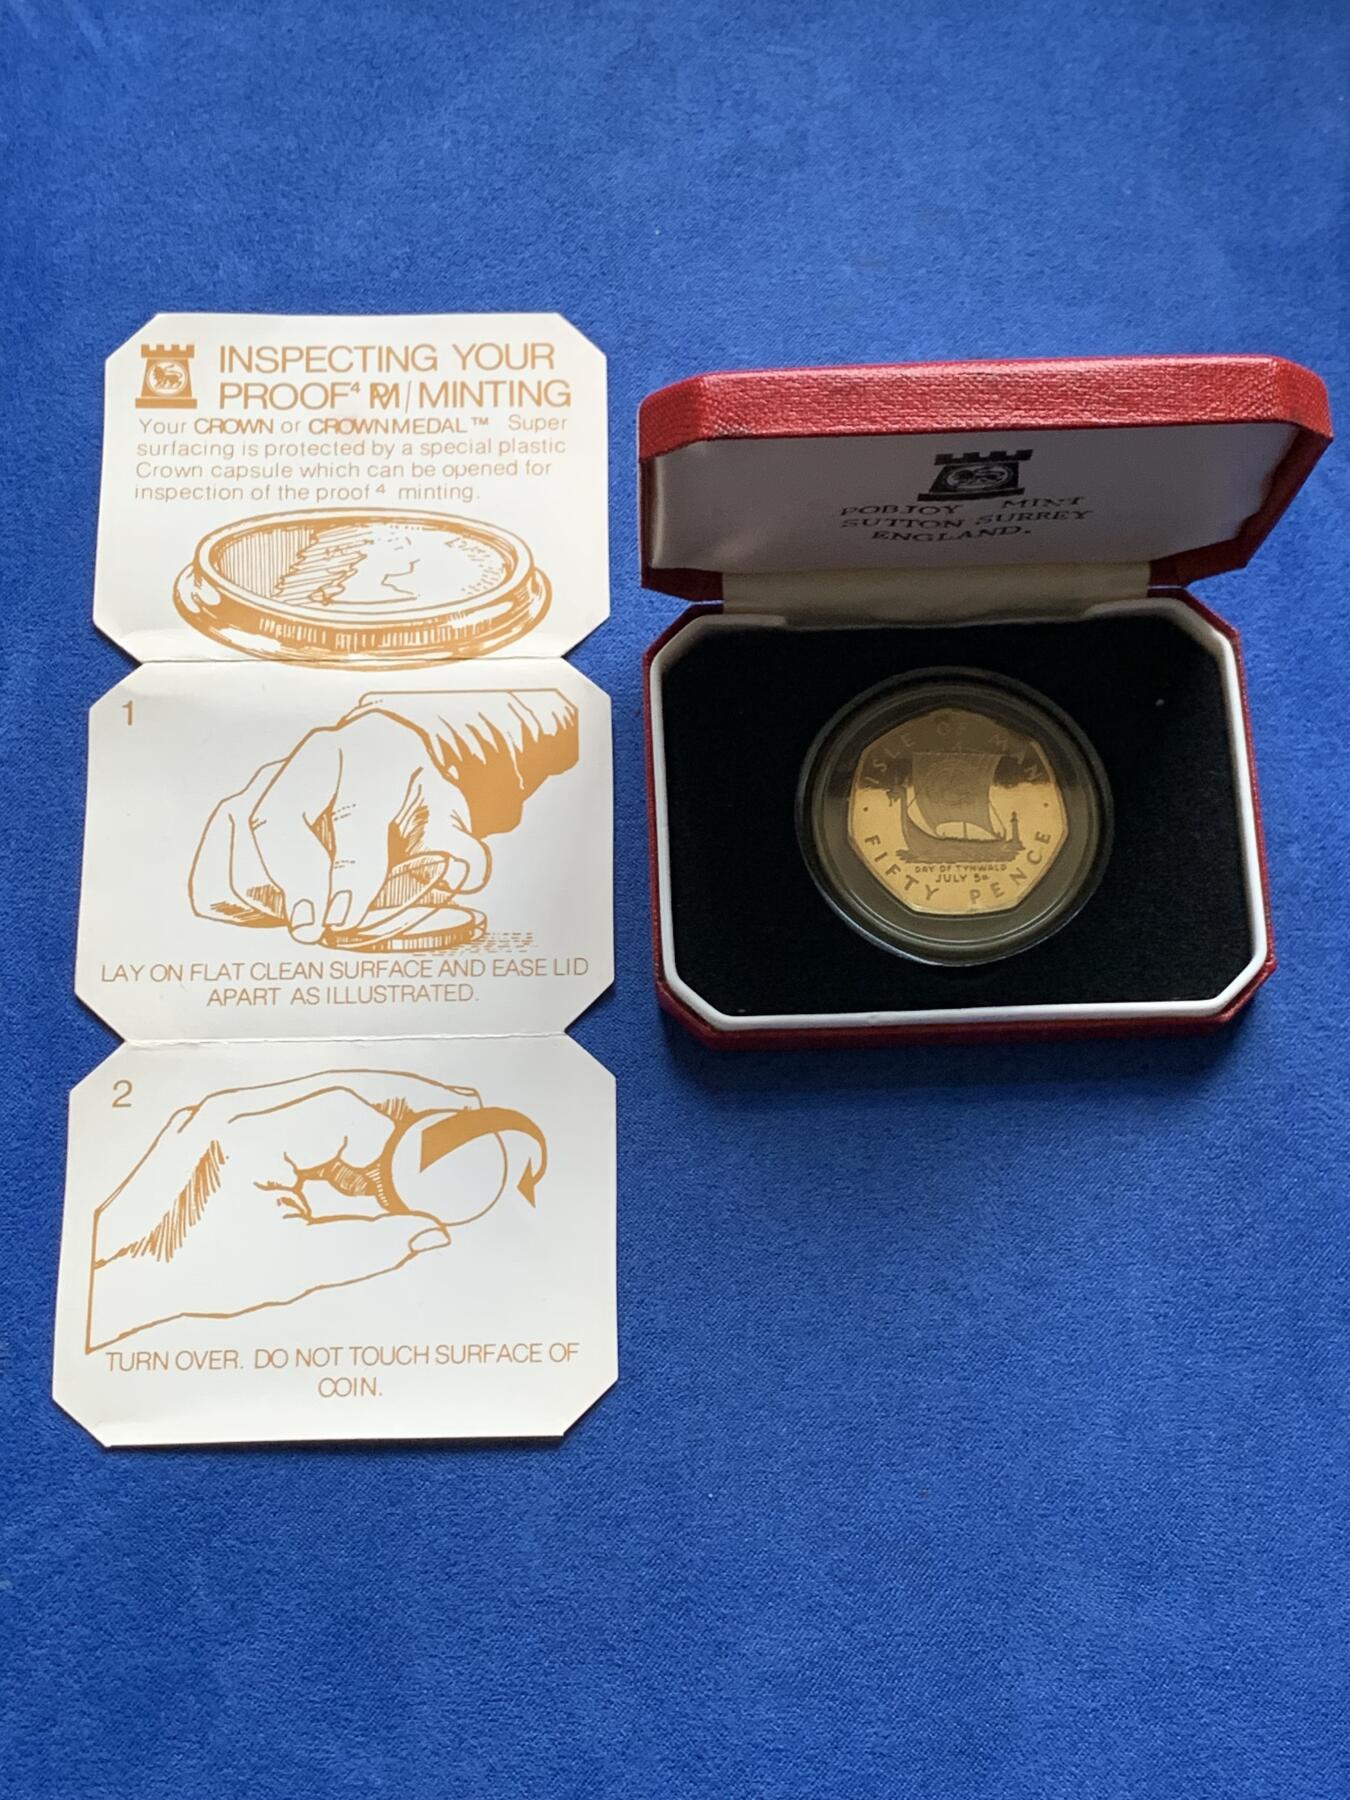 INSPECTING YOUR
PROOF⁴ PM/MINTING
Your CROWN or CROWNMEDAL™ Super
surfacing is protected by a special plastic
Crown capsule which can be opened for
inspection of the proof⁴ minting.
1
LAY ON FLAT CLEAN SURFACE AND EASE LID
APART AS ILLUSTRATED.
2
TURN OVER. DO NOT TOUCH SURFACE OF
COIN.
POBJOY MINT
SUTTON SURREY
ENGLAND.
ISLE OF MAN
DAY OF TYNWALD
JULY 5th
FIFTY PENCE